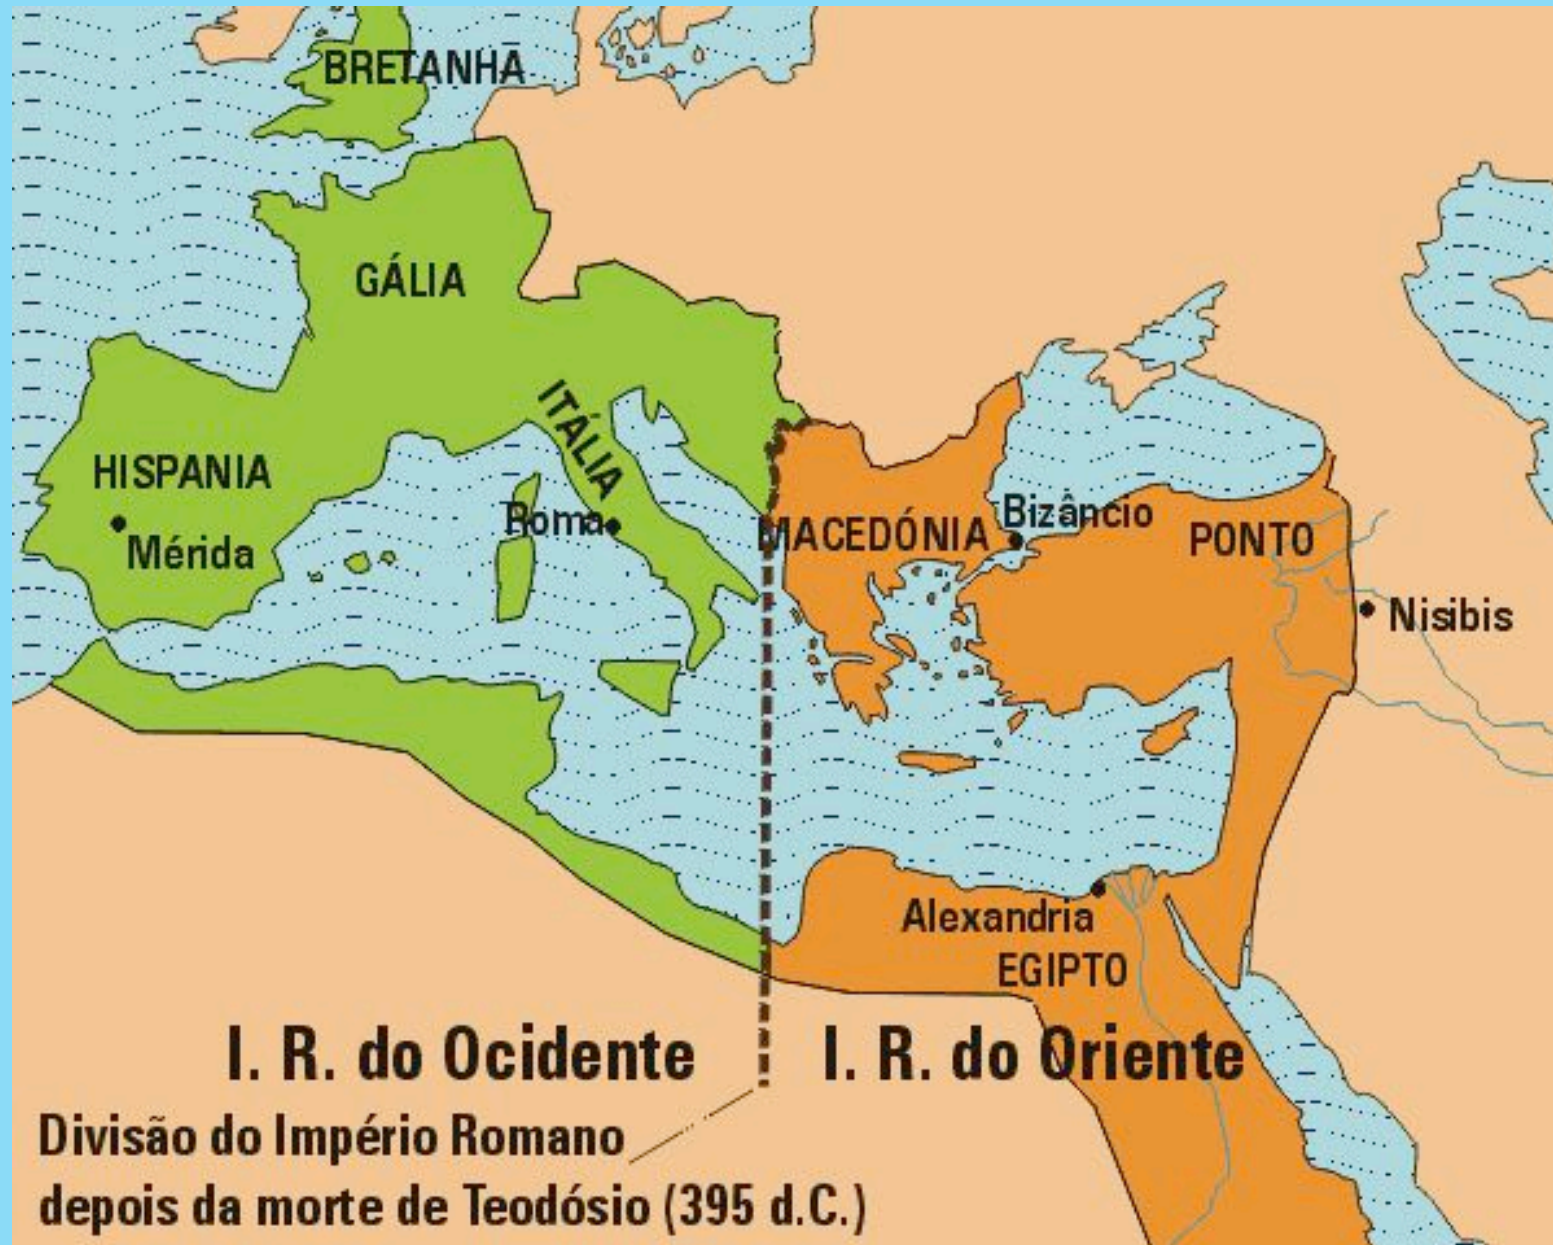 BRETANHA
GÁLIA
ITÁLIA
HISPANIA
Mérida
Roma
MACEDÓNIA
Bizâncio
PONTO
Nisibis
Alexandria
EGIPTO
I. R. do Ocidente
I. R. do Oriente
Divisão do Império Romano
depois da morte de Teodósio (395 d.C.)